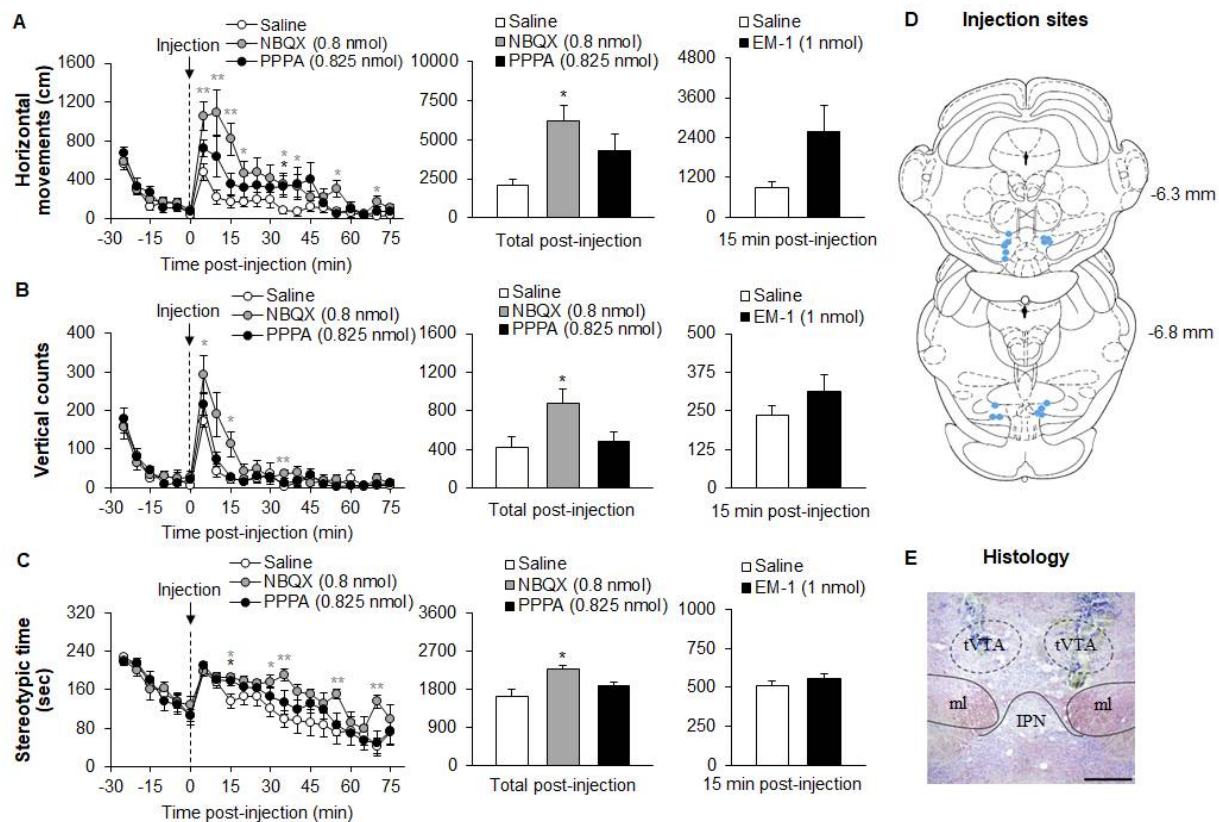 A
Injection
Saline
NBQX (0.8 nmol)
PPPA (0.825 nmol)
Horizontal movements (cm)
1600
1200
800
400
0
-30 -15 0 15 30 45 60 75
Time post-injection (min)
** ** ** * * * * * *
Saline
NBQX (0.8 nmol)
PPPA (0.825 nmol)
10000
7500
5000
2500
0
*
Total post-injection
Saline
EM-1 (1 nmol)
4800
3600
2400
1200
0
15 min post-injection
B
Injection
Saline
NBQX (0.8 nmol)
PPPA (0.825 nmol)
Vertical counts
400
300
200
100
0
-30 -15 0 15 30 45 60 75
Time post-injection (min)
* * **
Saline
NBQX (0.8 nmol)
PPPA (0.825 nmol)
1600
1200
800
400
0
*
Total post-injection
Saline
EM-1 (1 nmol)
500
375
250
125
0
15 min post-injection
C
Injection
Saline
NBQX (0.8 nmol)
PPPA (0.825 nmol)
Stereotypic time (sec)
320
240
160
80
0
-30 -15 0 15 30 45 60 75
Time post-injection (min)
* * * ** ** **
Saline
NBQX (0.8 nmol)
PPPA (0.825 nmol)
3600
2700
1800
900
0
*
Total post-injection
Saline
EM-1 (1 nmol)
1000
750
500
250
0
15 min post-injection
D Injection sites
-6.3 mm
-6.8 mm
E Histology
tVTA tVTA
ml ml
IPN